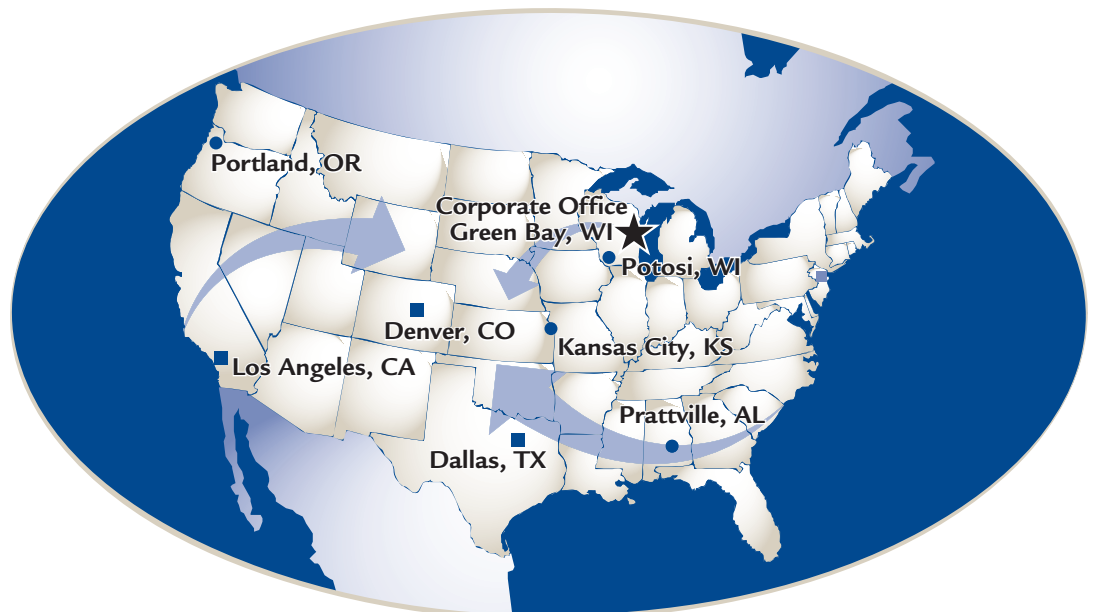 Portland, OR
Corporate Office
Green Bay, WI
Potosi, WI
Denver, CO
Kansas City, KS
Los Angeles, CA
Prattville, AL
Dallas, TX